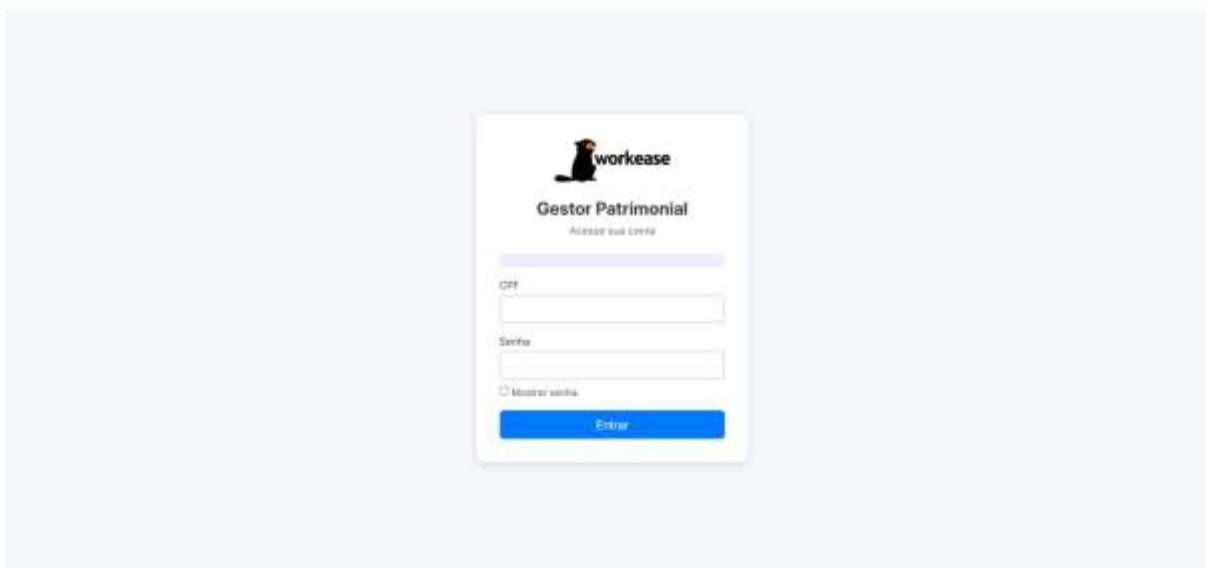 workease
Gestor Patrimonial
Acesse sua conta
CPF
Senha
Mostrar senha
Entrar